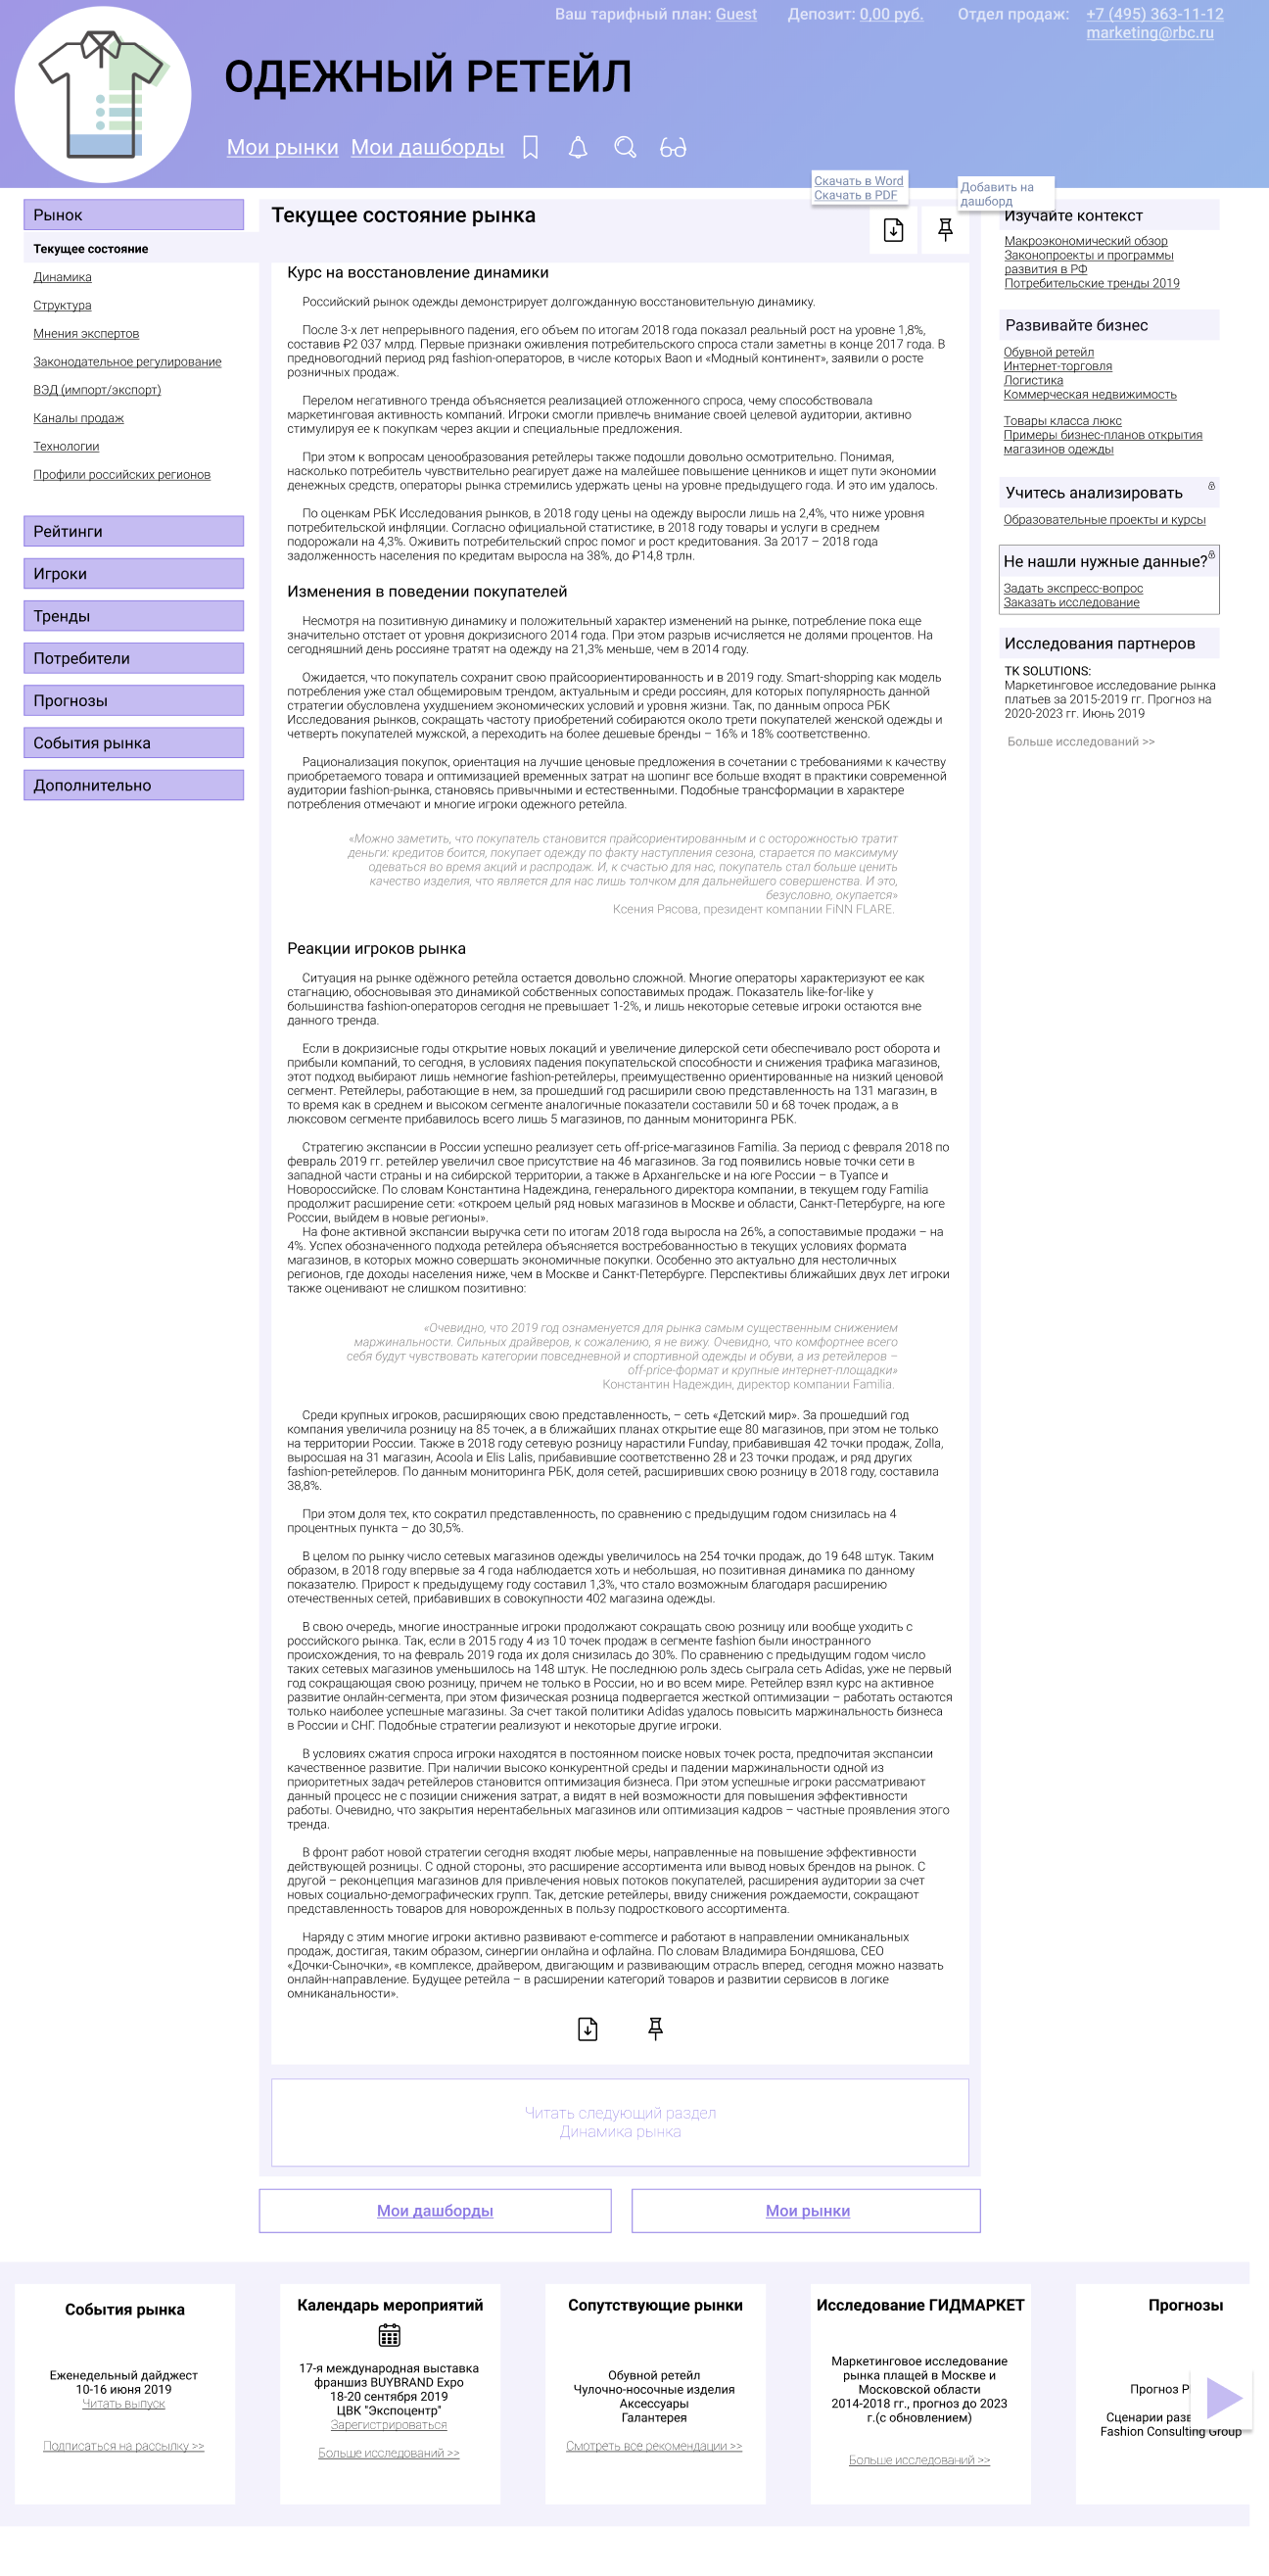 Ваш тарифный план: Guest
Депозит: 0,00 руб.
Отдел продаж:
+7 (495) 363-11-12
marketing@rbc.ru
ОДЕЖНЫЙ РЕТЕЙЛ
Мои рынки
Мои дашборды
Скачать в Word
Скачать в PDF
Добавить на
дашборд
Рынок
Текущее состояние
Динамика
Структура
Мнения экспертов
Законодательное регулирование
ВЭД (импорт/экспорт)
Каналы продаж
Технологии
Профили российских регионов
Рейтинги
Игроки
Тренды
Потребители
Прогнозы
События рынка
Дополнительно
Текущее состояние рынка
Курс на восстановление динамики
Российский рынок одежды демонстрирует долгожданную восстановительную динамику.
После 3-х лет непрерывного падения, его объем по итогам 2018 года показал реальный рост на уровне 1,8%,
составив ₽2 037 млрд. Первые признаки оживления потребительского спроса стали заметны в конце 2017 года. В
предновогодний период ряд fashion-операторов, в числе которых Baon и «Модный континент», заявили о росте
розничных продаж.
Перелом негативного тренда объясняется реализацией отложенного спроса, чему способствовала
маркетинговая активность компаний. Игроки смогли привлечь внимание своей целевой аудитории, активно
стимулируя ее к покупкам через акции и специальные предложения.
При этом к вопросам ценообразования ретейлеры также подошли довольно осмотрительно. Понимая,
насколько потребитель чувствительно реагирует даже на малейшее повышение ценников и ищет пути экономии
денежных средств, операторы рынка стремились удержать цены на уровне предыдущего года. И это им удалось.
По оценкам РБК Исследования рынков, в 2018 году цены на одежду выросли лишь на 2,4%, что ниже уровня
потребительской инфляции. Согласно официальной статистике, в 2018 году товары и услуги в среднем
подорожали на 4,3%. Оживить потребительский спрос помог и рост кредитования. За 2017 – 2018 года
задолженность населения по кредитам выросла на 38%, до ₽14,8 трлн.
Изменения в поведении покупателей
Несмотря на позитивную динамику и положительный характер изменений на рынке, потребление пока еще
значительно отстает от уровня докризисного 2014 года. При этом разрыв исчисляется не долями процентов. На
сегодняшний день россияне тратят на одежду на 21,3% меньше, чем в 2014 году.
Ожидается, что покупатель сохранит свою прайсориентированность и в 2019 году. Smart-shopping как модель
потребления уже стал общемировым трендом, актуальным и среди россиян, для которых популярность данной
стратегии обусловлена ухудшением экономических условий и уровня жизни. Так, по данным опроса РБК
Исследования рынков, сокращать частоту приобретений собираются около трети покупателей женской одежды и
четверть покупателей мужской, а переходить на более дешевые бренды – 16% и 18% соответственно.
Рационализация покупок, ориентация на лучшие ценовые предложения в сочетании с требованиями к качеству
приобретаемого товара и оптимизацией временных затрат на шопинг все больше входят в практики современной
аудитории fashion-рынка, становясь привычными и естественными. Подобные трансформации в характере
потребления отмечают и многие игроки одежного ретейла.
«Можно заметить, что покупатель становится прайсориентированным и с осторожностью тратит
деньги: кредитов боится, покупает одежду по факту наступления сезона, старается по максимуму
одеваться во время акций и распродаж. И, к счастью для нас, покупатель стал больше ценить
качество изделия, что является для нас лишь толчком для дальнейшего совершенства. И это,
безусловно, окупается»
Ксения Рясова, президент компании FiNN FLARE.
Реакции игроков рынка
Ситуация на рынке одёжного ретейла остается довольно сложной. Многие операторы характеризуют ее как
стагнацию, обосновывая это динамикой собственных сопоставимых продаж. Показатель like-for-like у
большинства fashion-операторов сегодня не превышает 1-2%, и лишь некоторые сетевые игроки остаются вне
данного тренда.
Если в докризисные годы открытие новых локаций и увеличение дилерской сети обеспечивало рост оборота и
прибыли компаний, то сегодня, в условиях падения покупательской способности и снижения трафика магазинов,
этот подход выбирают лишь немногие fashion-ретейлеры, преимущественно ориентированные на низкий ценовой
сегмент. Ретейлеры, работающие в нем, за прошедший год расширили свою представленность на 131 магазин, в
то время как в среднем и высоком сегменте аналогичные показатели составили 50 и 68 точек продаж, а в
люксовом сегменте прибавилось всего лишь 5 магазинов, по данным мониторинга РБК.
Стратегию экспансии в России успешно реализует сеть off-price-магазинов Familia. За период с февраля 2018 по
февраль 2019 гг. ретейлер увеличил свое присутствие на 46 магазинов. За год появились новые точки сети в
западной части страны и на сибирской территории, а также в Архангельске и на юге России – в Туапсе и
Новороссийске. По словам Константина Надеждина, генерального директора компании, в текущем году Familia
продолжит расширение сети: «откроем целый ряд новых магазинов в Москве и области, Санкт-Петербурге, на юге
России, выйдем в новые регионы».
На фоне активной экспансии выручка сети по итогам 2018 года выросла на 26%, а сопоставимые продажи – на
4%. Успех обозначенного подхода ретейлера объясняется востребованностью в текущих условиях формата
магазинов, в которых можно совершать экономичные покупки. Особенно это актуально для нестоличных
регионов, где доходы населения ниже, чем в Москве и Санкт-Петербурге. Перспективы ближайших двух лет игроки
также оценивают не слишком позитивно:
«Очевидно, что 2019 год ознаменуется для рынка самым существенным снижением
маржинальности. Сильных драйверов, к сожалению, я не вижу. Очевидно, что комфортнее всего
себя будут чувствовать категории повседневной и спортивной одежды и обуви, а из ретейлеров –
off-price-формат и крупные интернет-площадки»
Константин Надеждин, директор компании Familia.
Среди крупных игроков, расширяющих свою представленность, – сеть «Детский мир». За прошедший год
компания увеличила розницу на 85 точек, а в ближайших планах открытие еще 80 магазинов, при этом не только
на территории России. Также в 2018 году сетевую розницу нарастили Funday, прибавившая 42 точки продаж, Zolla,
выросшая на 31 магазин, Acoola и Elis Lalis, прибавившие соответственно 28 и 23 точки продаж, и ряд других
fashion-ретейлеров. По данным мониторинга РБК, доля сетей, расширивших свою розницу в 2018 году, составила
38,8%.
При этом доля тех, кто сократил представленность, по сравнению с предыдущим годом снизилась на 4
процентных пункта – до 30,5%.
В целом по рынку число сетевых магазинов одежды увеличилось на 254 точки продаж, до 19 648 штук. Таким
образом, в 2018 году впервые за 4 года наблюдается хоть и небольшая, но позитивная динамика по данному
показателю. Прирост к предыдущему году составил 1,3%, что стало возможным благодаря расширению
отечественных сетей, прибавивших в совокупности 402 магазина одежды.
В свою очередь, многие иностранные игроки продолжают сокращать свою розницу или вообще уходить с
российского рынка. Так, если в 2015 году 4 из 10 точек продаж в сегменте fashion были иностранного
происхождения, то на февраль 2019 года их доля снизилась до 30%. По сравнению с предыдущим годом число
таких сетевых магазинов уменьшилось на 148 штук. Не последнюю роль здесь сыграла сеть Adidas, уже не первый
год сокращающая свою розницу, причем не только в России, но и во всем мире. Ретейлер взял курс на активное
развитие онлайн-сегмента, при этом физическая розница подвергается жесткой оптимизации – работать остаются
только наиболее успешные магазины. За счет такой политики Adidas удалось повысить маржинальность бизнеса
в России и СНГ. Подобные стратегии реализуют и некоторые другие игроки.
В условиях сжатия спроса игроки находятся в постоянном поиске новых точек роста, предпочитая экспансии
качественное развитие. При наличии высоко конкурентной среды и падении маржинальности одной из
приоритетных задач ретейлеров становится оптимизация бизнеса. При этом успешные игроки рассматривают
данный процесс не с позиции снижения затрат, а видят в ней возможности для повышения эффективности
работы. Очевидно, что закрытия нерентабельных магазинов или оптимизация кадров – частные проявления этого
тренда.
В фронт работ новой стратегии сегодня входят любые меры, направленные на повышение эффективности
действующей розницы. С одной стороны, это расширение ассортимента или вывод новых брендов на рынок. С
другой – реконцепция магазинов для привлечения новых потоков покупателей, расширения аудитории за счет
новых социально-демографических групп. Так, детские ретейлеры, ввиду снижения рождаемости, сокращают
представленность товаров для новорожденных в пользу подросткового ассортимента.
Наряду с этим многие игроки активно развивают e-commerce и работают в направлении омниканальных
продаж, достигая, таким образом, синергии онлайна и офлайна. По словам Владимира Бондяшова, CEO
«Дочки-Сыночки», «в комплексе, драйвером, двигающим и развивающим отрасль вперед, сегодня можно назвать
онлайн-направление. Будущее ретейла – в расширении категорий товаров и развитии сервисов в логике
омниканальности».
Читать следующий раздел
Динамика рынка
Мои дашборды
Мои рынки
Изучайте контекст
Макроэкономический обзор
Законопроекты и программы
развития в РФ
Потребительские тренды 2019
Развивайте бизнес
Обувной ретейл
Интернет-торговля
Логистика
Коммерческая недвижимость
Товары класса люкс
Примеры бизнес-планов открытия
магазинов одежды
Учитесь анализировать
Образовательные проекты и курсы
Не нашли нужные данные?
Задать экспресс-вопрос
Заказать исследование
Исследования партнеров
TK SOLUTIONS:
Маркетинговое исследование рынка
платьев за 2015-2019 гг. Прогноз на
2020-2023 гг. Июнь 2019
Больше исследований >>
События рынка
Еженедельный дайджест
10-16 июня 2019
Читать выпуск
Подписаться на рассылку >>
Календарь мероприятий
17-я международная выставка
франшиз BUYBRAND Expo
18-20 сентября 2019
ЦВК "Экспоцентр"
Зарегистрироваться
Больше исследований >>
Сопутствующие рынки
Обувной ретейл
Чулочно-носочные изделия
Аксессуары
Галантерея
Смотреть все рекомендации >>
Исследование ГИДМАРКЕТ
Маркетинговое исследование
рынка плащей в Москве и
Московской области
2014-2018 гг., прогноз до 2023
г.(с обновлением)
Больше исследований >>
Прогнозы
Прогноз
Сценарии
Fashion Consulting Group